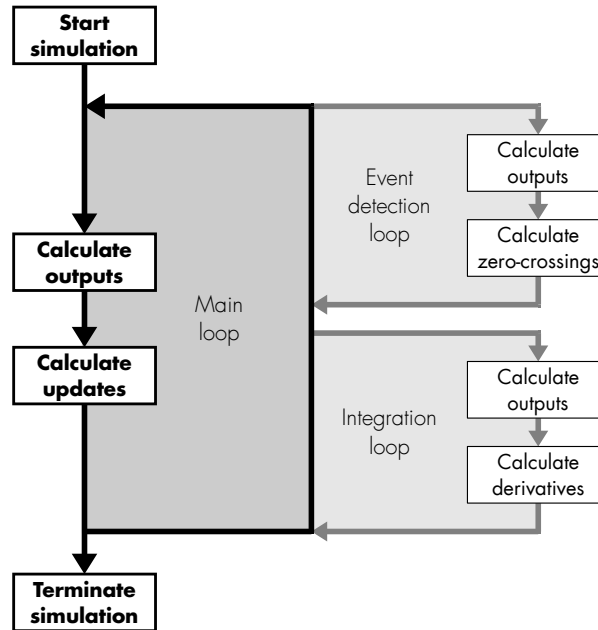 Start
simulation
Calculate
outputs
Calculate
updates
Terminate
simulation
Main
loop
Event
detection
loop
Calculate
outputs
Calculate
zero-crossings
Integration
loop
Calculate
outputs
Calculate
derivatives